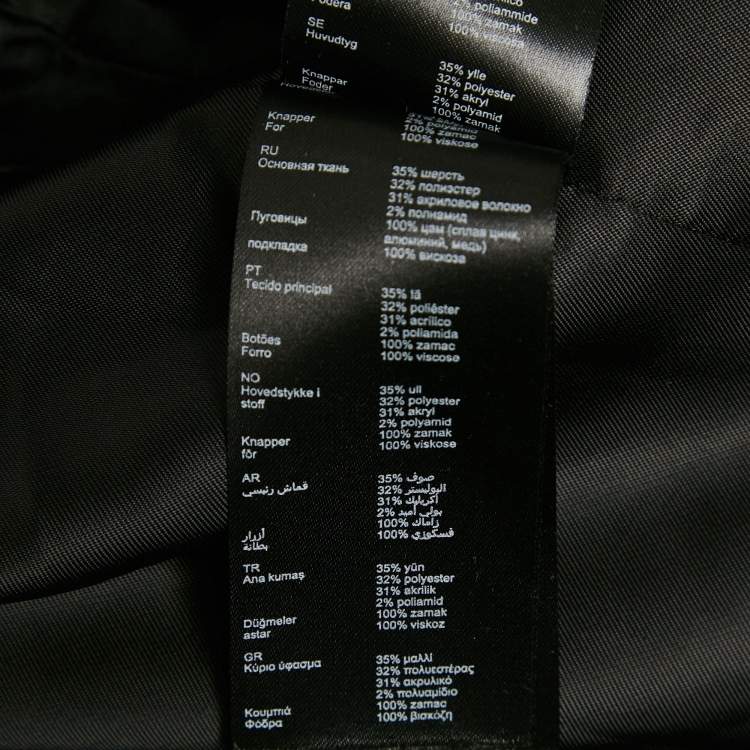 100% zamak
100% viscosa
SE
Huvudtyg
35% ylle
32% polyester
31% akryl
2% polyamid
Knappar 100% zamak
Foder
Knapper 100% zamac
For 100% viskose
RU
Основная ткань 35% шерсть
32% полиэстер
31% акриловое волокно
2% полиамид
Пуговицы 100% цам (сплав цинк,
алюминий, медь)
подкладка 100% вискоза
PT
Tecido principal 35% lã
32% poliéster
31% acrílico
2% poliamida
Botões 100% zamac
Forro 100% viscose
NO
Hovedstykke i 35% ull
stoff 32% polyester
31% akryl
2% polyamid
Knapper 100% zamak
fôr 100% viskose
AR 35% صوف
قماش رئيسي 32% البوليستر
31% أكريليك
2% بولي أميد
أزرار 100% زاماك
بطانة 100% فسكوزي
TR 35% yün
Ana kumaş 32% polyester
31% akrilik
2% poliamid
Düğmeler 100% zamak
astar 100% viskoz
GR 35% μαλλί
Κύριο ύφασμα 32% πολυεστέρας
31% ακρυλικό
2% πολυαμίδιο
Κουμπιά 100% zamac
Φόδρα 100% βισκόζη